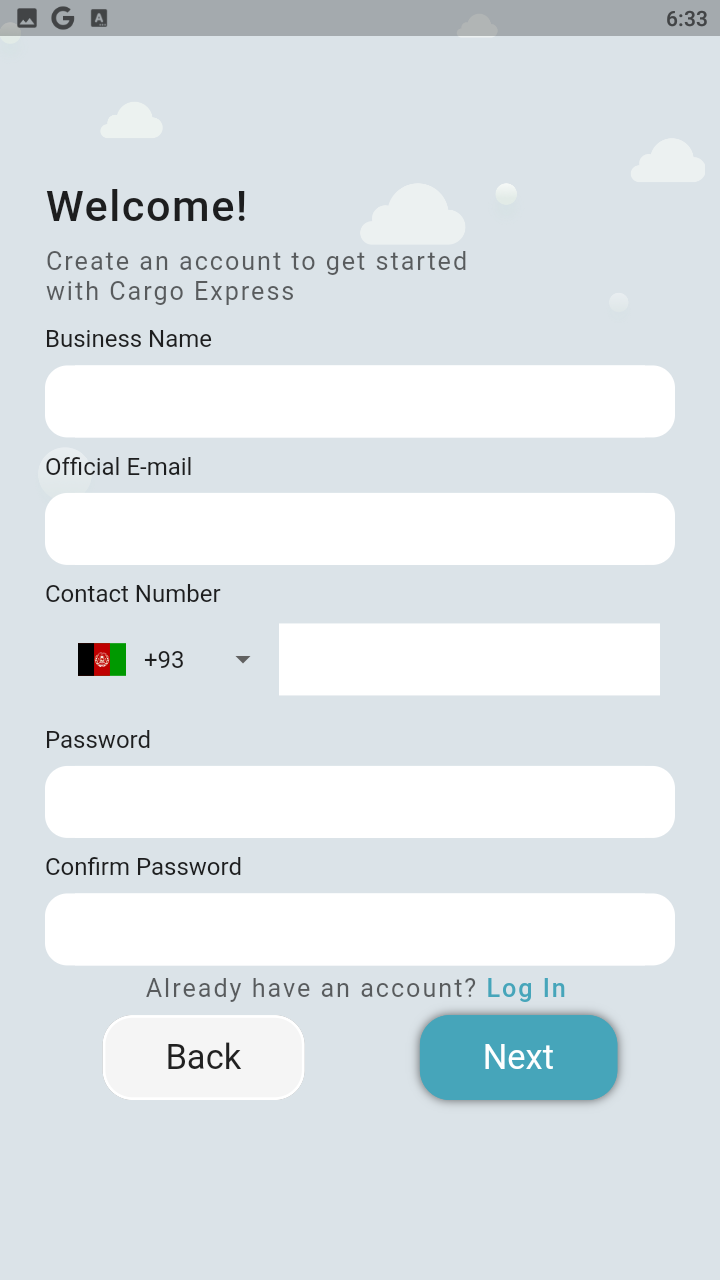 6:33
Welcome!
Create an account to get started
with Cargo Express
Business Name
Official E-mail
Contact Number
+93
Password
Confirm Password
Already have an account? Log In
Back
Next